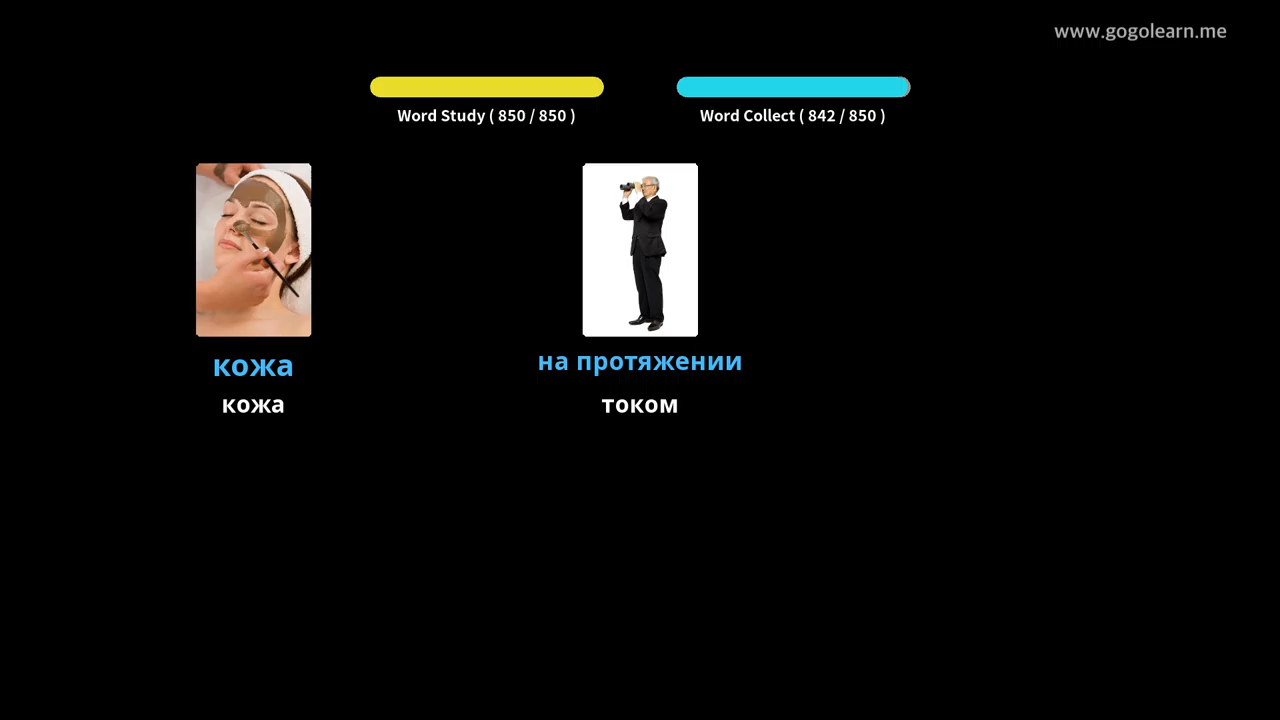 www.gogolearn.me
Word Study ( 850 / 850 )
Word Collect ( 842 / 850 )
кожа
кожа
на протяжении
током